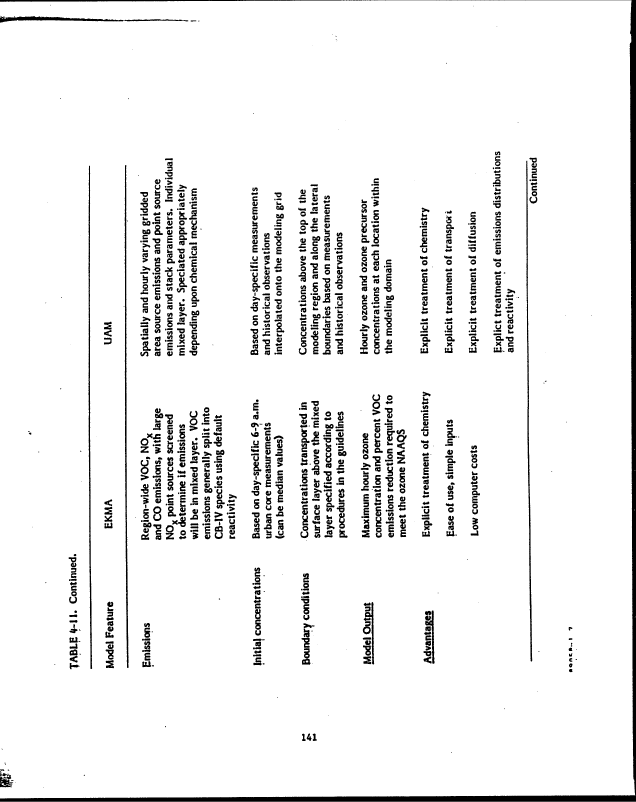 TABLE 4-11. Continued.
Model Feature EKMA UAM
Emissions
Region-wide VOC, NOx
and CO emissions, with large
NOx point sources screened
to determine if emissions
will be in mixed layer. VOC
emissions generally split into
CB-IV species using default
reactivity
Spatially and hourly varying gridded
area source emissions and point source
emissions and stack parameters. Individual
mixed layer. Speciated appropriately
depending upon chemical mechanism
Initial concentrations
Based on day-specific 6-9 a.m.
urban core measurements
(can be median values)
Based on day-specific measurements
and historical observations
interpolated onto the modeling grid
Boundary conditions
Concentrations transported in
surface layer above the mixed
layer specified according to
procedures in the guidelines
Concentrations above the top of the
modeling region and along the lateral
boundaries based on measurements
and historical observations
Model Output
Maximum hourly ozone
concentration and percent VOC
emissions reduction required to
meet the ozone NAAQS
Hourly ozone and ozone precursor
concentrations at each location within
the modeling domain
Advantages
Explicit treatment of chemistry
Ease of use, simple inputs
Low computer costs
Explicit treatment of chemistry
Explicit treatment of transport
Explicit treatment of diffusion
Explict treatment of emissions distributions
and reactivity
Continued
141